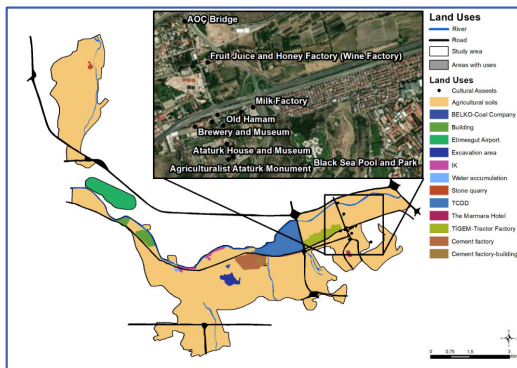 AOÇ Bridge
Fruit Juice and Honey Factory (Wine Factory)
Milk Factory
Old Hamam
Brewery and Museum
Ataturk House and Museum
Black Sea Pool and Park
Agriculturalist Atatürk Monument
Land Uses
River
Road
Study area
Areas with uses
Land Uses
Cultural Assests
Agricultural soils
BELKO-Coal Company
Building
Etimesgut Airport
Excavation area
IK
Water accumulation
Stone quarry
TCDD
The Marmara Hotel
TİGEM-Tractor Factory
Cement factory
Cement factory-building
0 0.75 1.5 3